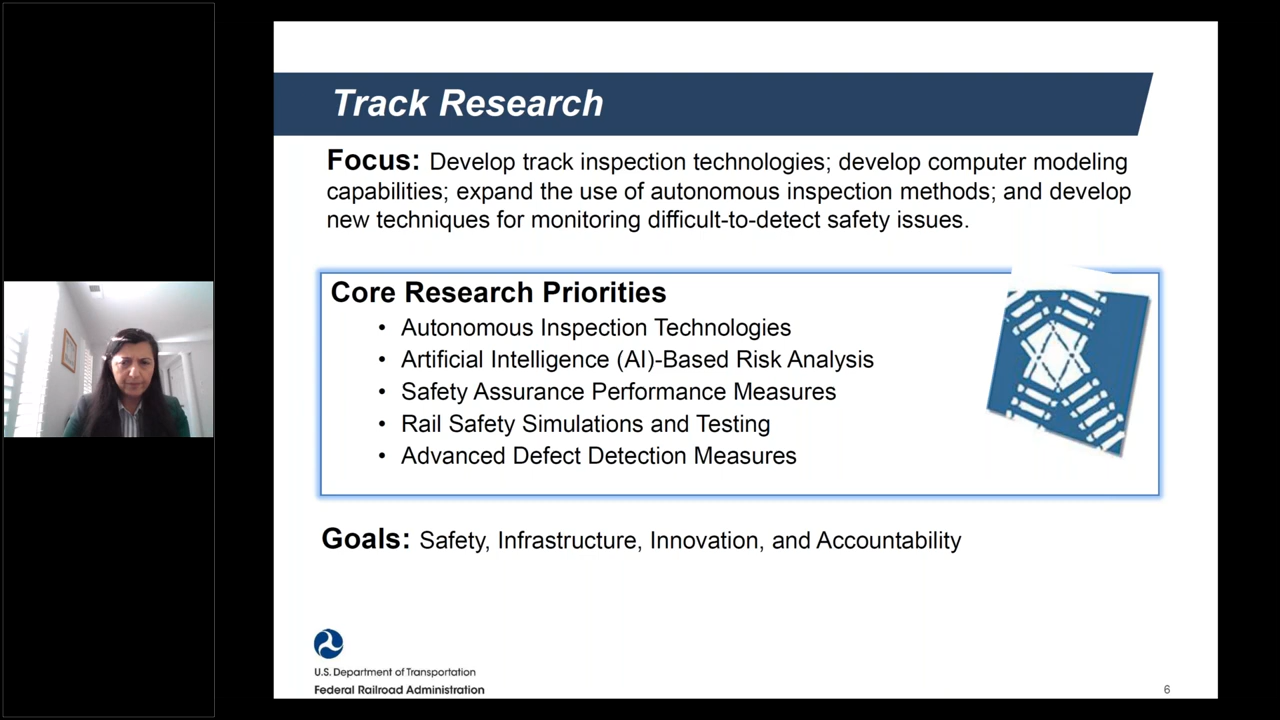 Track Research
Focus: Develop track inspection technologies; develop computer modeling
capabilities; expand the use of autonomous inspection methods; and develop
new techniques for monitoring difficult-to-detect safety issues.
Core Research Priorities
• Autonomous Inspection Technologies
• Artificial Intelligence (AI)-Based Risk Analysis
• Safety Assurance Performance Measures
• Rail Safety Simulations and Testing
• Advanced Defect Detection Measures
Goals: Safety, Infrastructure, Innovation, and Accountability
U.S. Department of Transportation
Federal Railroad Administration
6